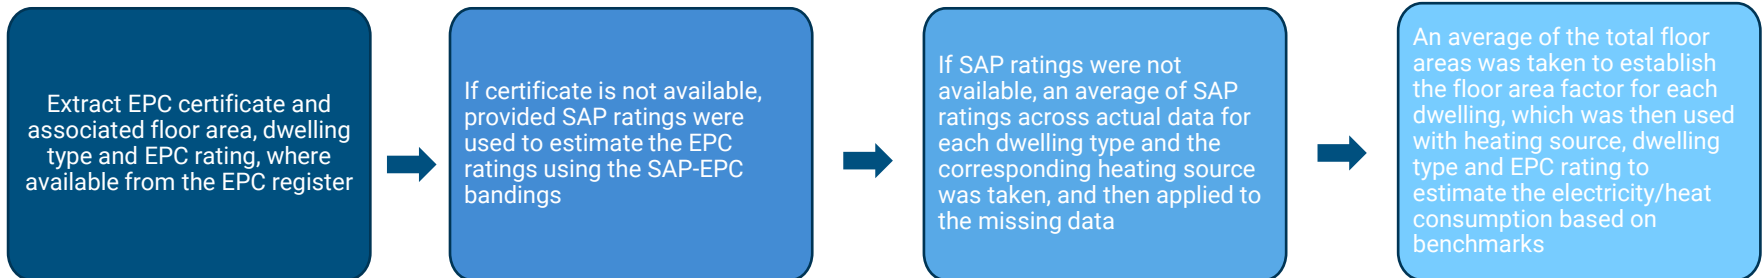 Extract EPC certificate and
associated floor area, dwelling
type and EPC rating, where
available from the EPC register
If certificate is not available,
provided SAP ratings were
used to estimate the EPC
ratings using the SAP-EPC
bandings
If SAP ratings were not
available, an average of SAP
ratings across actual data for
each dwelling type and the
corresponding heating source
was taken, and then applied to
the missing data
An average of the total floor
areas was taken to establish
the floor area factor for each
dwelling, which was then used
with heating source, dwelling
type and EPC rating to
estimate the electricity/heat
consumption based on
benchmarks